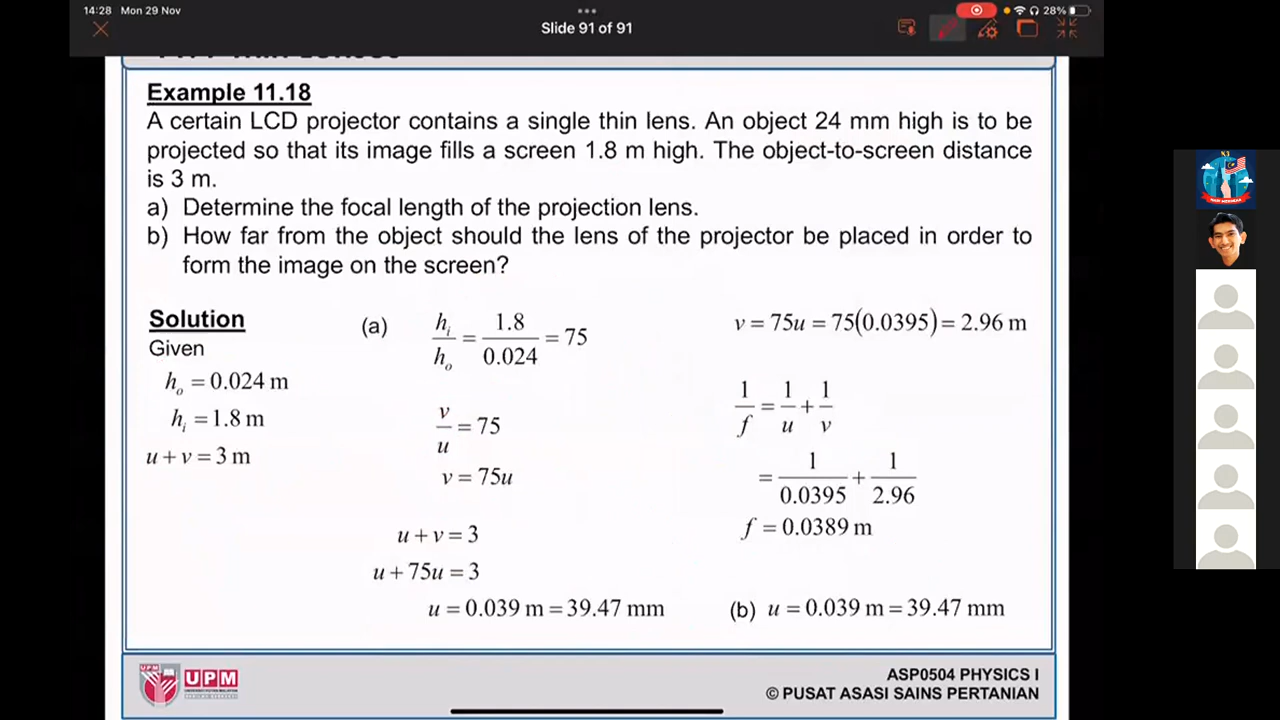 14:28 Mon 29 Nov
28%
Slide 91 of 91
Example 11.18
A certain LCD projector contains a single thin lens. An object 24 mm high is to be
projected so that its image fills a screen 1.8 m high. The object-to-screen distance
is 3 m.
a) Determine the focal length of the projection lens.
b) How far from the object should the lens of the projector be placed in order to
form the image on the screen?
Solution
Given
hₒ = 0.024 m
hᵢ = 1.8 m
u + v = 3 m
(a) hᵢ/hₒ = 1.8/0.024 = 75
v/u = 75
v = 75u
u + v = 3
u + 75u = 3
u = 0.039 m = 39.47 mm
v = 75u = 75(0.0395) = 2.96 m
1/f = 1/u + 1/v
= 1/0.0395 + 1/2.96
f = 0.0389 m
(b) u = 0.039 m = 39.47 mm
UPM
UPM
ASP0504 PHYSICS I
© PUSAT ASASI SAINS PERTANIAN